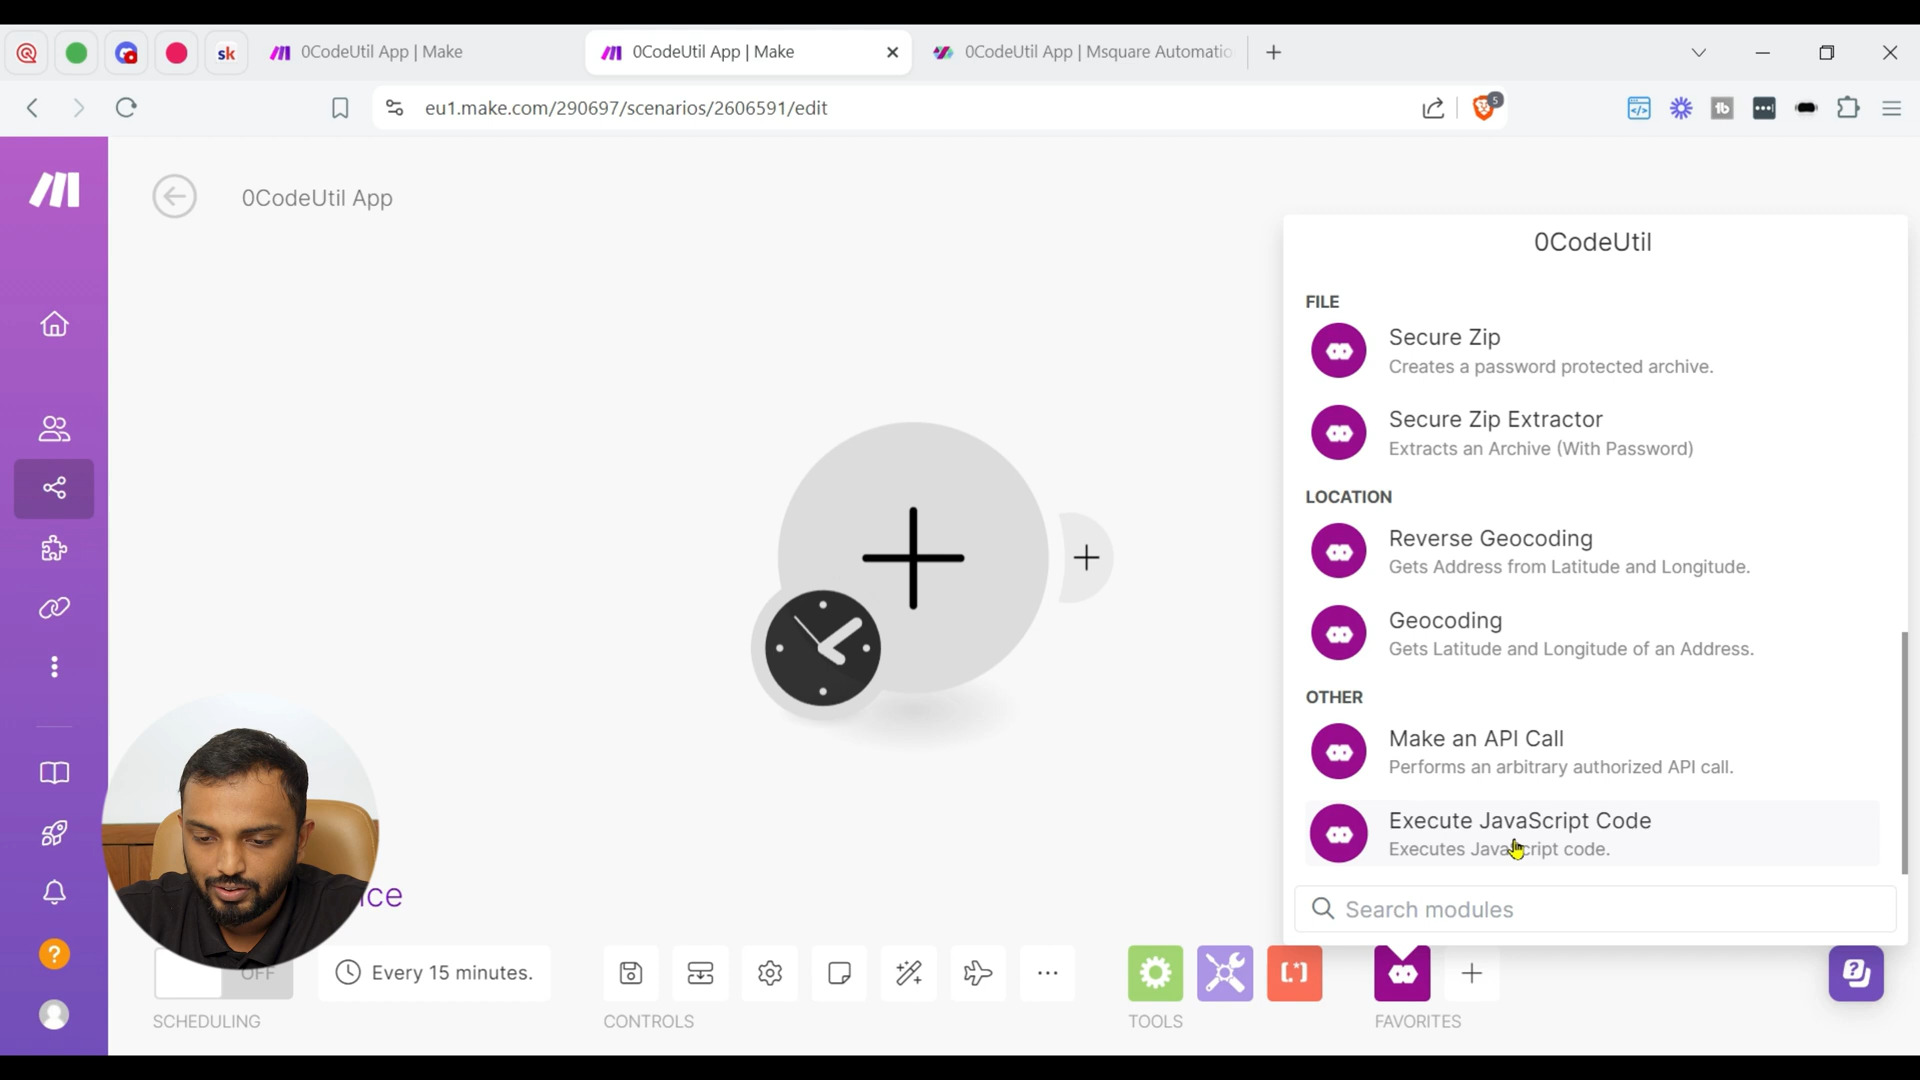 sk
0CodeUtil App | Make
0CodeUtil App | Make
0CodeUtil App | Msquare Automatio
eu1.make.com/290697/scenarios/2606591/edit
5
tb
0CodeUtil App
0CodeUtil
FILE
Secure Zip
Creates a password protected archive.
Secure Zip Extractor
Extracts an Archive (With Password)
LOCATION
Reverse Geocoding
Gets Address from Latitude and Longitude.
Geocoding
Gets Latitude and Longitude of an Address.
OTHER
Make an API Call
Performs an arbitrary authorized API call.
Execute JavaScript Code
Executes JavaScript code.
Search modules
OFF
Every 15 minutes.
SCHEDULING
CONTROLS
TOOLS
FAVORITES